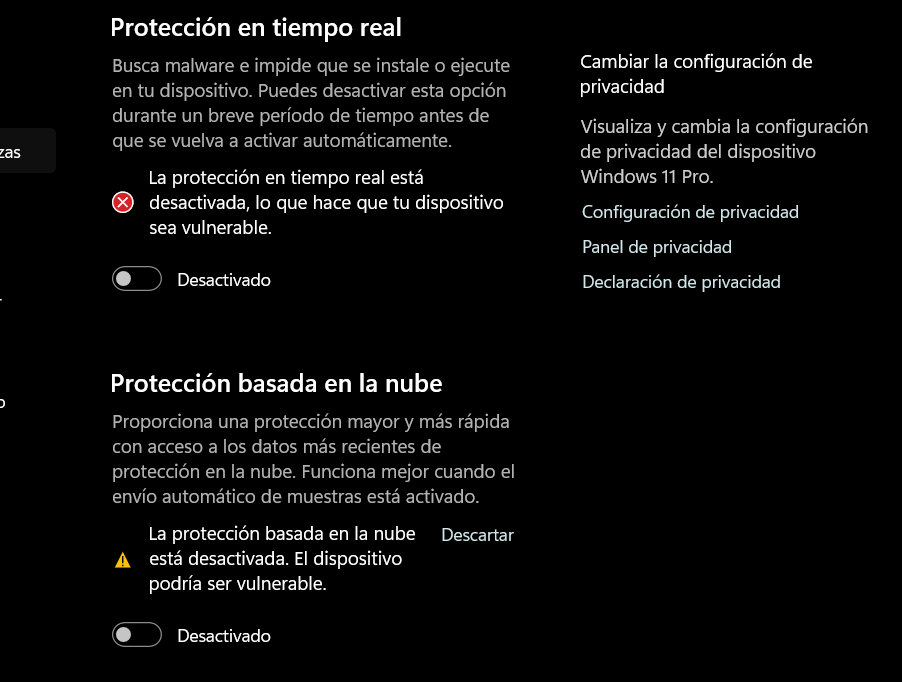 Protección en tiempo real
Busca malware e impide que se instale o ejecute
en tu dispositivo. Puedes desactivar esta opción
durante un breve período de tiempo antes de
que se vuelva a activar automáticamente.
zas
La protección en tiempo real está
desactivada, lo que hace que tu dispositivo
sea vulnerable.
Desactivado
Protección basada en la nube
Proporciona una protección mayor y más rápida
con acceso a los datos más recientes de
protección en la nube. Funciona mejor cuando el
envío automático de muestras está activado.
La protección basada en la nube
está desactivada. El dispositivo
podría ser vulnerable.
Descartar
Desactivado
Cambiar la configuración de
privacidad
Visualiza y cambia la configuración
de privacidad del dispositivo
Windows 11 Pro.
Configuración de privacidad
Panel de privacidad
Declaración de privacidad